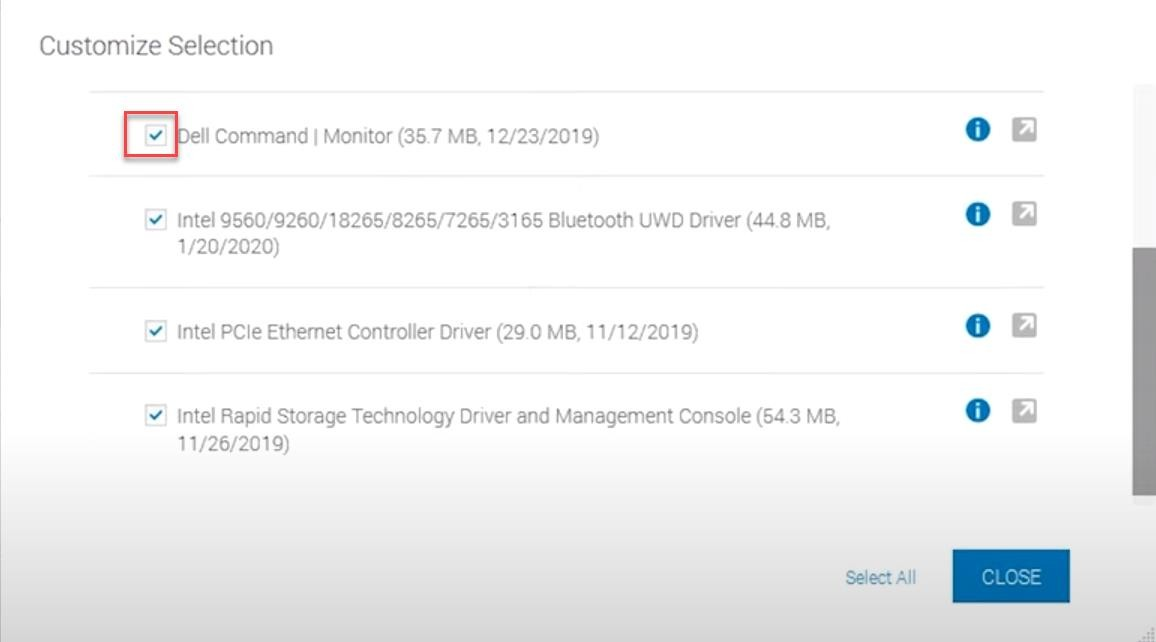 Customize Selection
Dell Command | Monitor (35.7 MB, 12/23/2019)
Intel 9560/9260/18265/8265/7265/3165 Bluetooth UWD Driver (44.8 MB,
1/20/2020)
Intel PCIe Ethernet Controller Driver (29.0 MB, 11/12/2019)
Intel Rapid Storage Technology Driver and Management Console (54.3 MB,
11/26/2019)
Select All
CLOSE